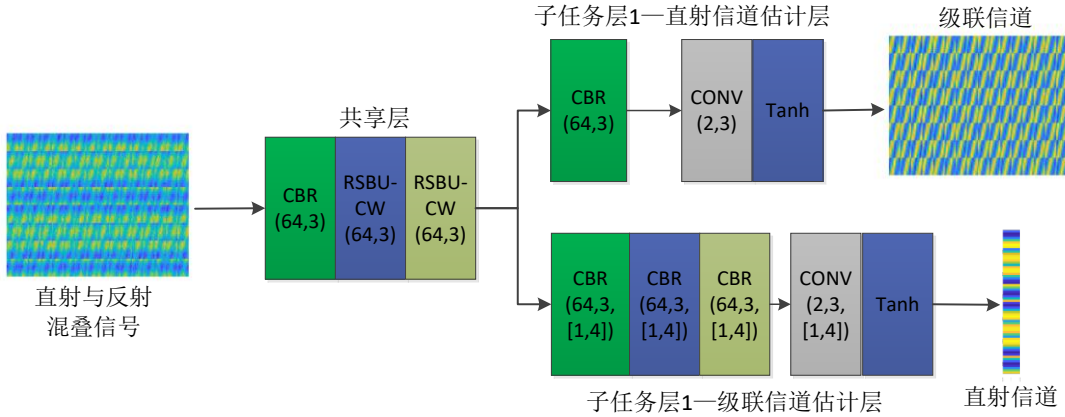 子任务层1—直射信道估计层
级联信道
CBR
(64,3)
CONV
(2,3)
Tanh
共享层
CBR
(64,3)
RSBU-
CW
(64,3)
RSBU-
CW
(64,3)
直射与反射
混叠信号
CBR
(64,3,
[1,4])
CBR
(64,3,
[1,4])
CBR
(64,3,
[1,4])
CONV
(2,3,
[1,4])
Tanh
子任务层1—级联信道估计层
直射信道